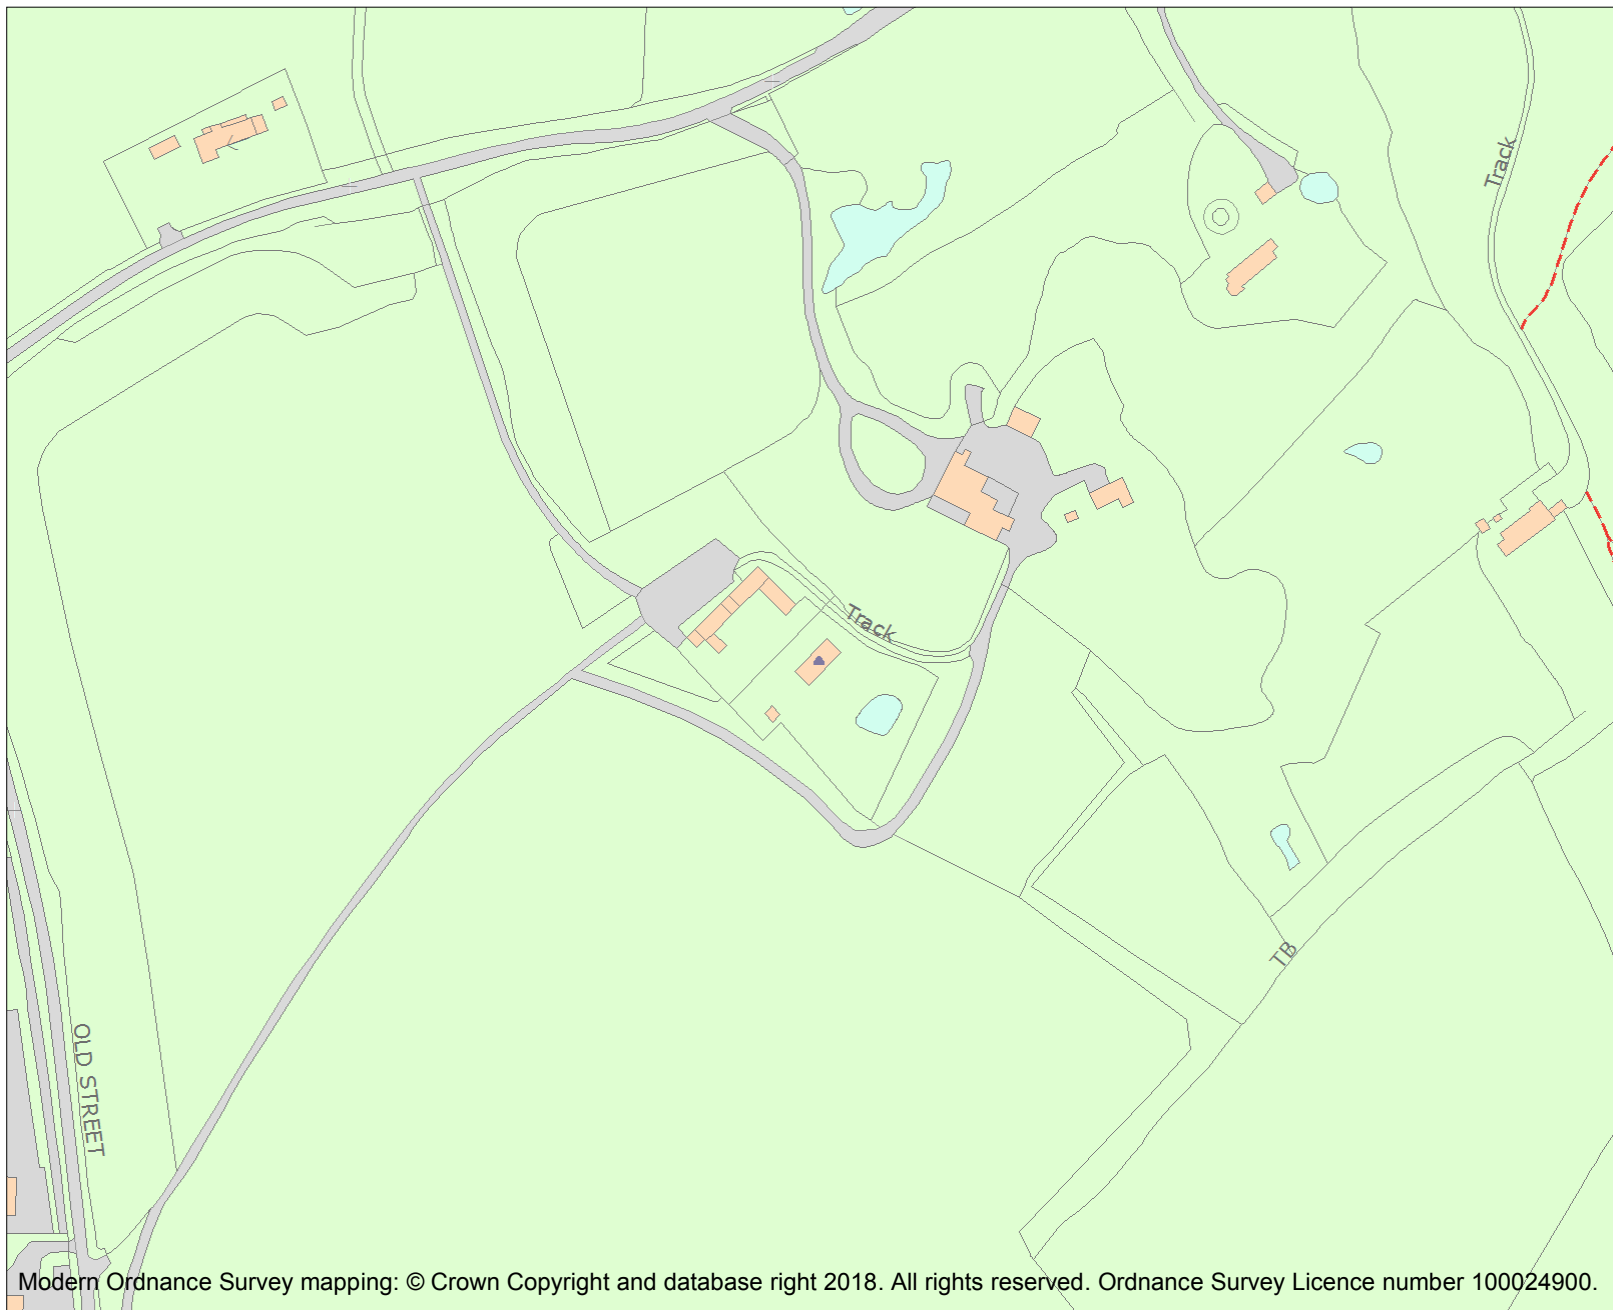 Track
Track
TB
OLD STREET
Modern Ordnance Survey mapping: © Crown Copyright and database right 2018. All rights reserved. Ordnance Survey Licence number 100024900.